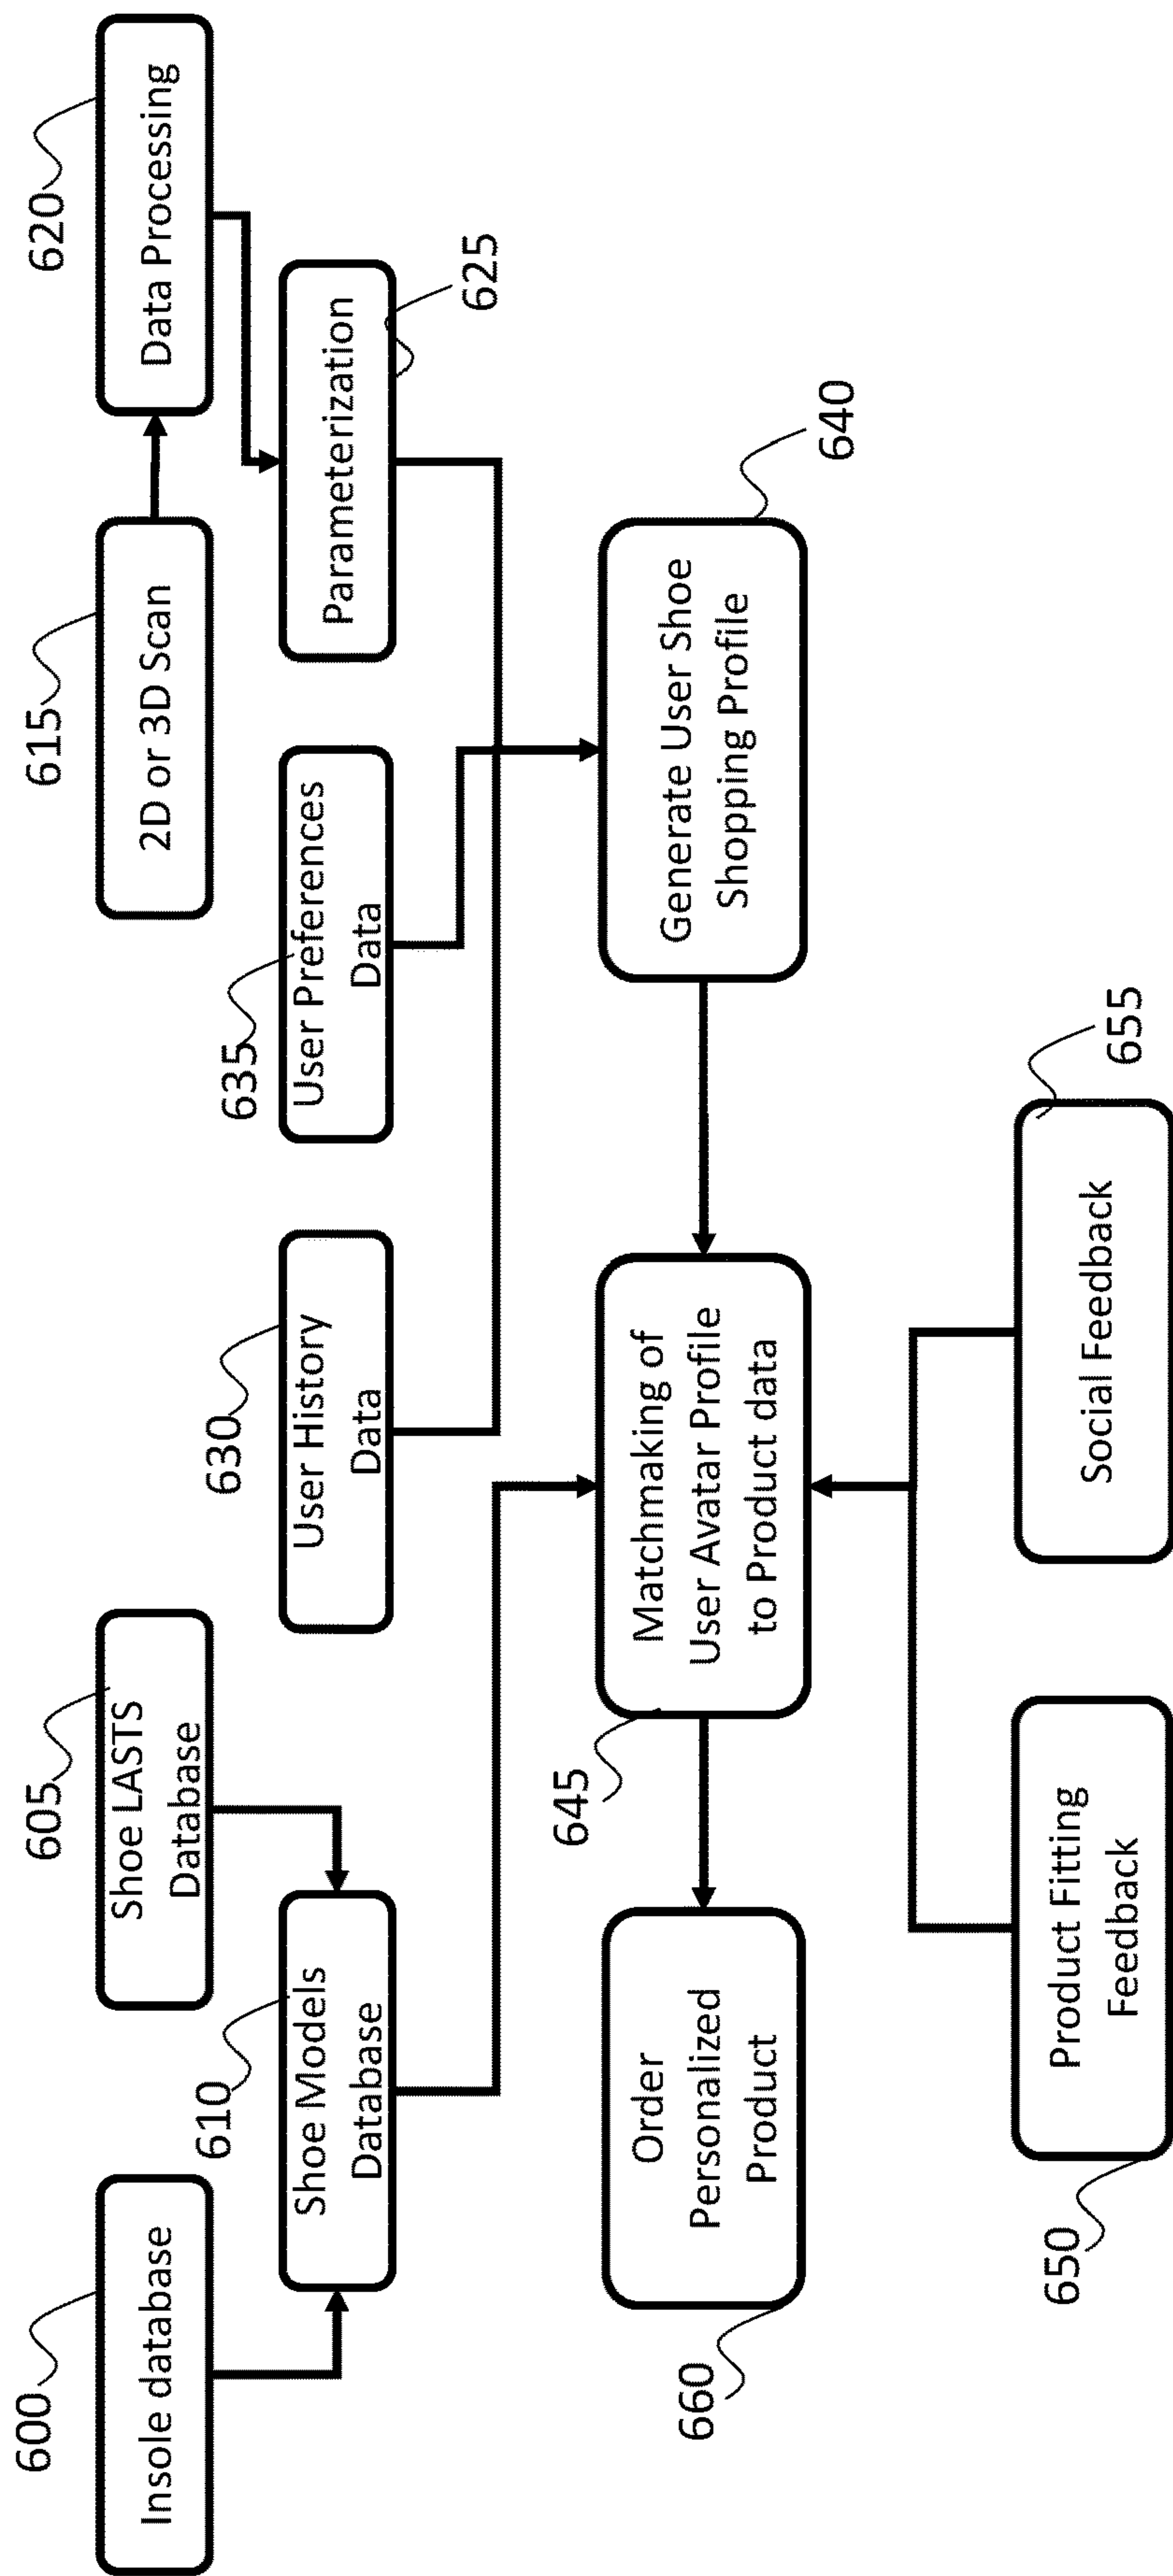 600
Insole database
605
Shoe LASTS
Database
615
2D or 3D Scan
620
Data Processing
610
Shoe Models
Database
630
User History
Data
635
User Preferences
Data
Parameterization
625
Order
Personalized
Product
660
645
Matchmaking of
User Avatar Profile
to Product data
Generate User Shoe
Shopping Profile
640
650
Product Fitting
Feedback
Social Feedback
655